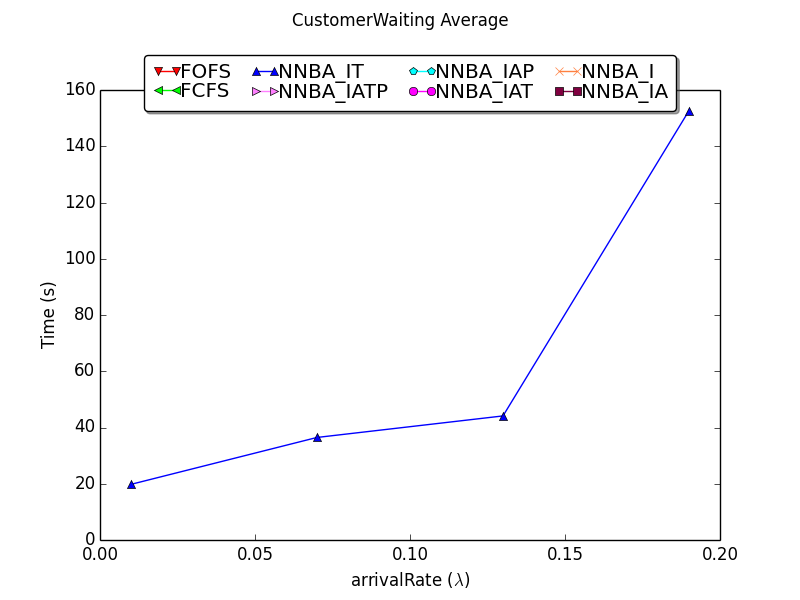 CustomerWaiting Average
FOFS NNBA_IT NNBA_IAP NNBA_I
FCFS NNBA_IATP NNBA_IAT NNBA_IA
160
140
120
100
80
60
40
20
0
Time (s)
0.00 0.05 0.10 0.15 0.20
arrivalRate (λ)